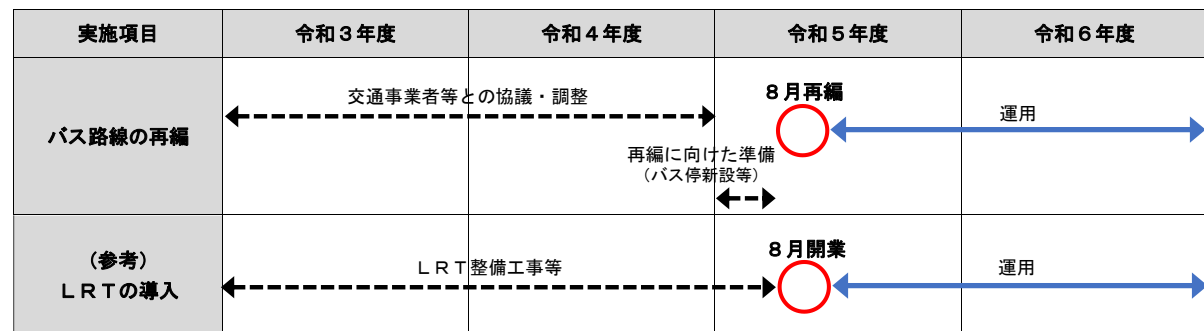 実施項目
令和３年度
令和４年度
令和５年度
令和６年度
バス路線の再編
交通事業者等との協議・調整
８月再編
運用
再編に向けた準備
（バス停新設等）
（参考）
ＬＲＴの導入
ＬＲＴ整備工事等
８月開業
運用